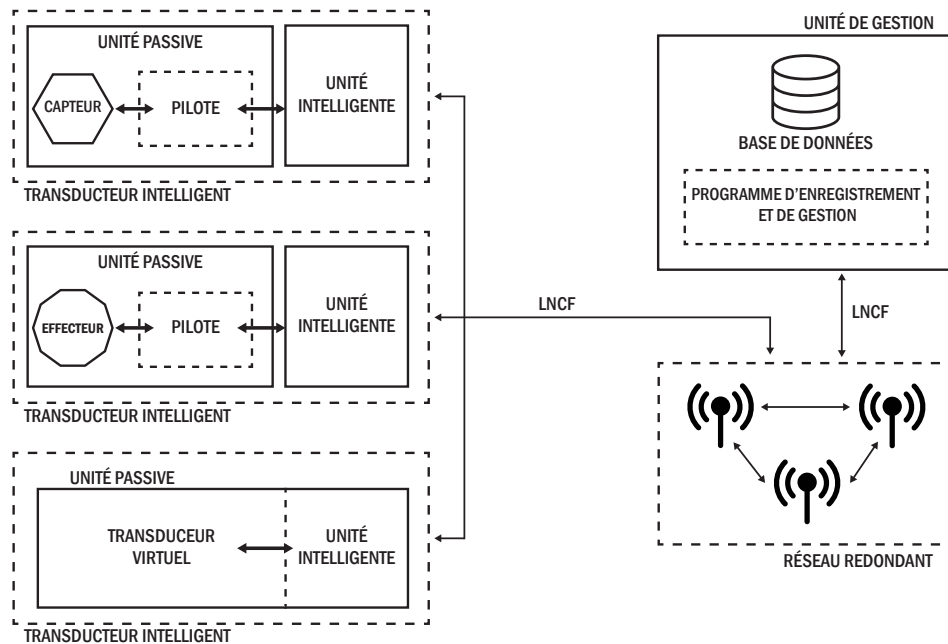 UNITÉ PASSIVE
CAPTEUR
PILOTE
UNITÉ
INTELLIGENTE
TRANSDUCTEUR INTELLIGENT
UNITÉ PASSIVE
EFFECTEUR
PILOTE
UNITÉ
INTELLIGENTE
TRANSDUCTEUR INTELLIGENT
UNITÉ PASSIVE
TRANSDUCEUR
VIRTUEL
UNITÉ
INTELLIGENTE
TRANSDUCTEUR INTELLIGENT
LNCF
UNITÉ DE GESTION
BASE DE DONNÉES
PROGRAMME D'ENREGISTREMENT
ET DE GESTION
LNCF
RÉSEAU REDONDANT